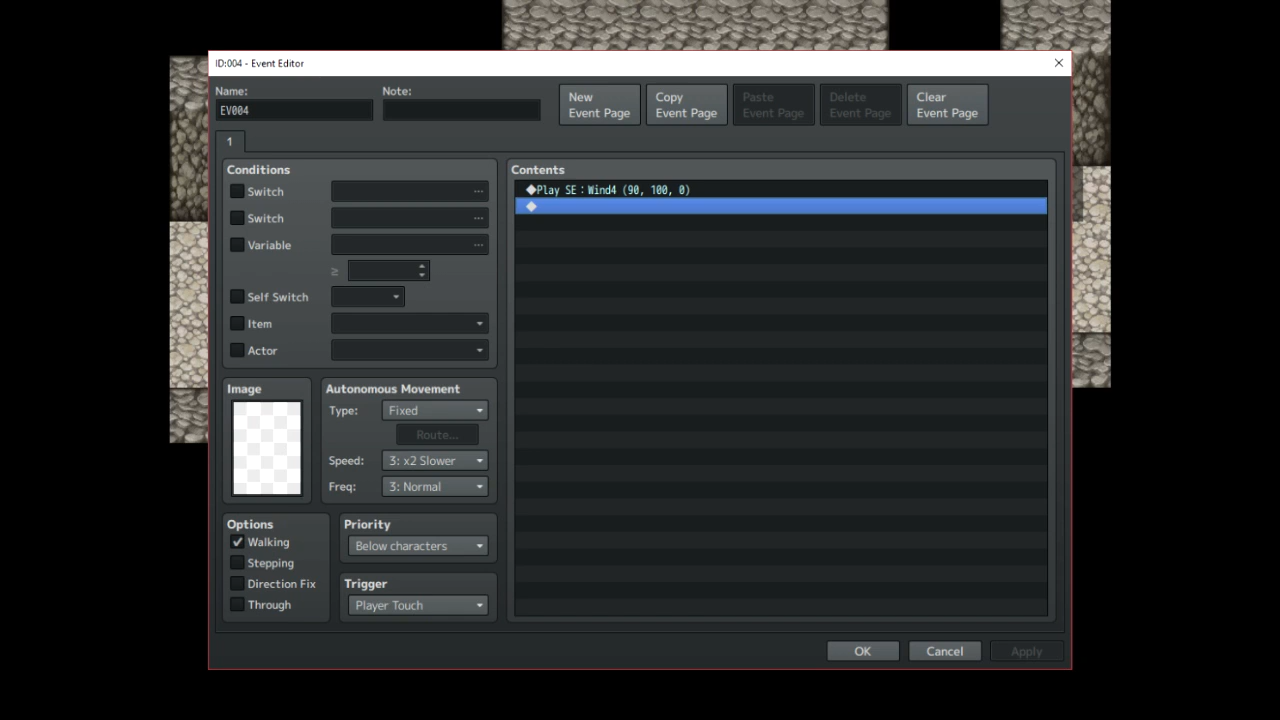 ID:004 - Event Editor
Name:
Note:
EV004
New
Event Page
Copy
Event Page
Paste
Event Page
Delete
Event Page
Clear
Event Page
1
Conditions
Switch
...
Switch
...
Variable
...
≥
Self Switch
Item
Actor
Image
Autonomous Movement
Type:
Fixed
Route...
Speed:
3: x2 Slower
Freq:
3: Normal
Options
Walking
Stepping
Direction Fix
Through
Priority
Below characters
Trigger
Player Touch
Contents
◆Play SE：Wind4 (90, 100, 0)
◆
OK
Cancel
Apply